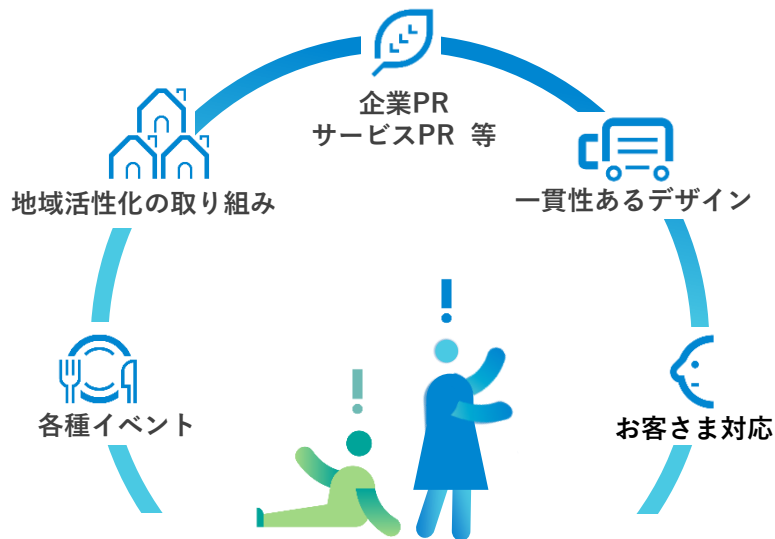 企業PR
サービスPR 等
地域活性化の取り組み
一貫性あるデザイン
!
!
各種イベント
お客さま対応